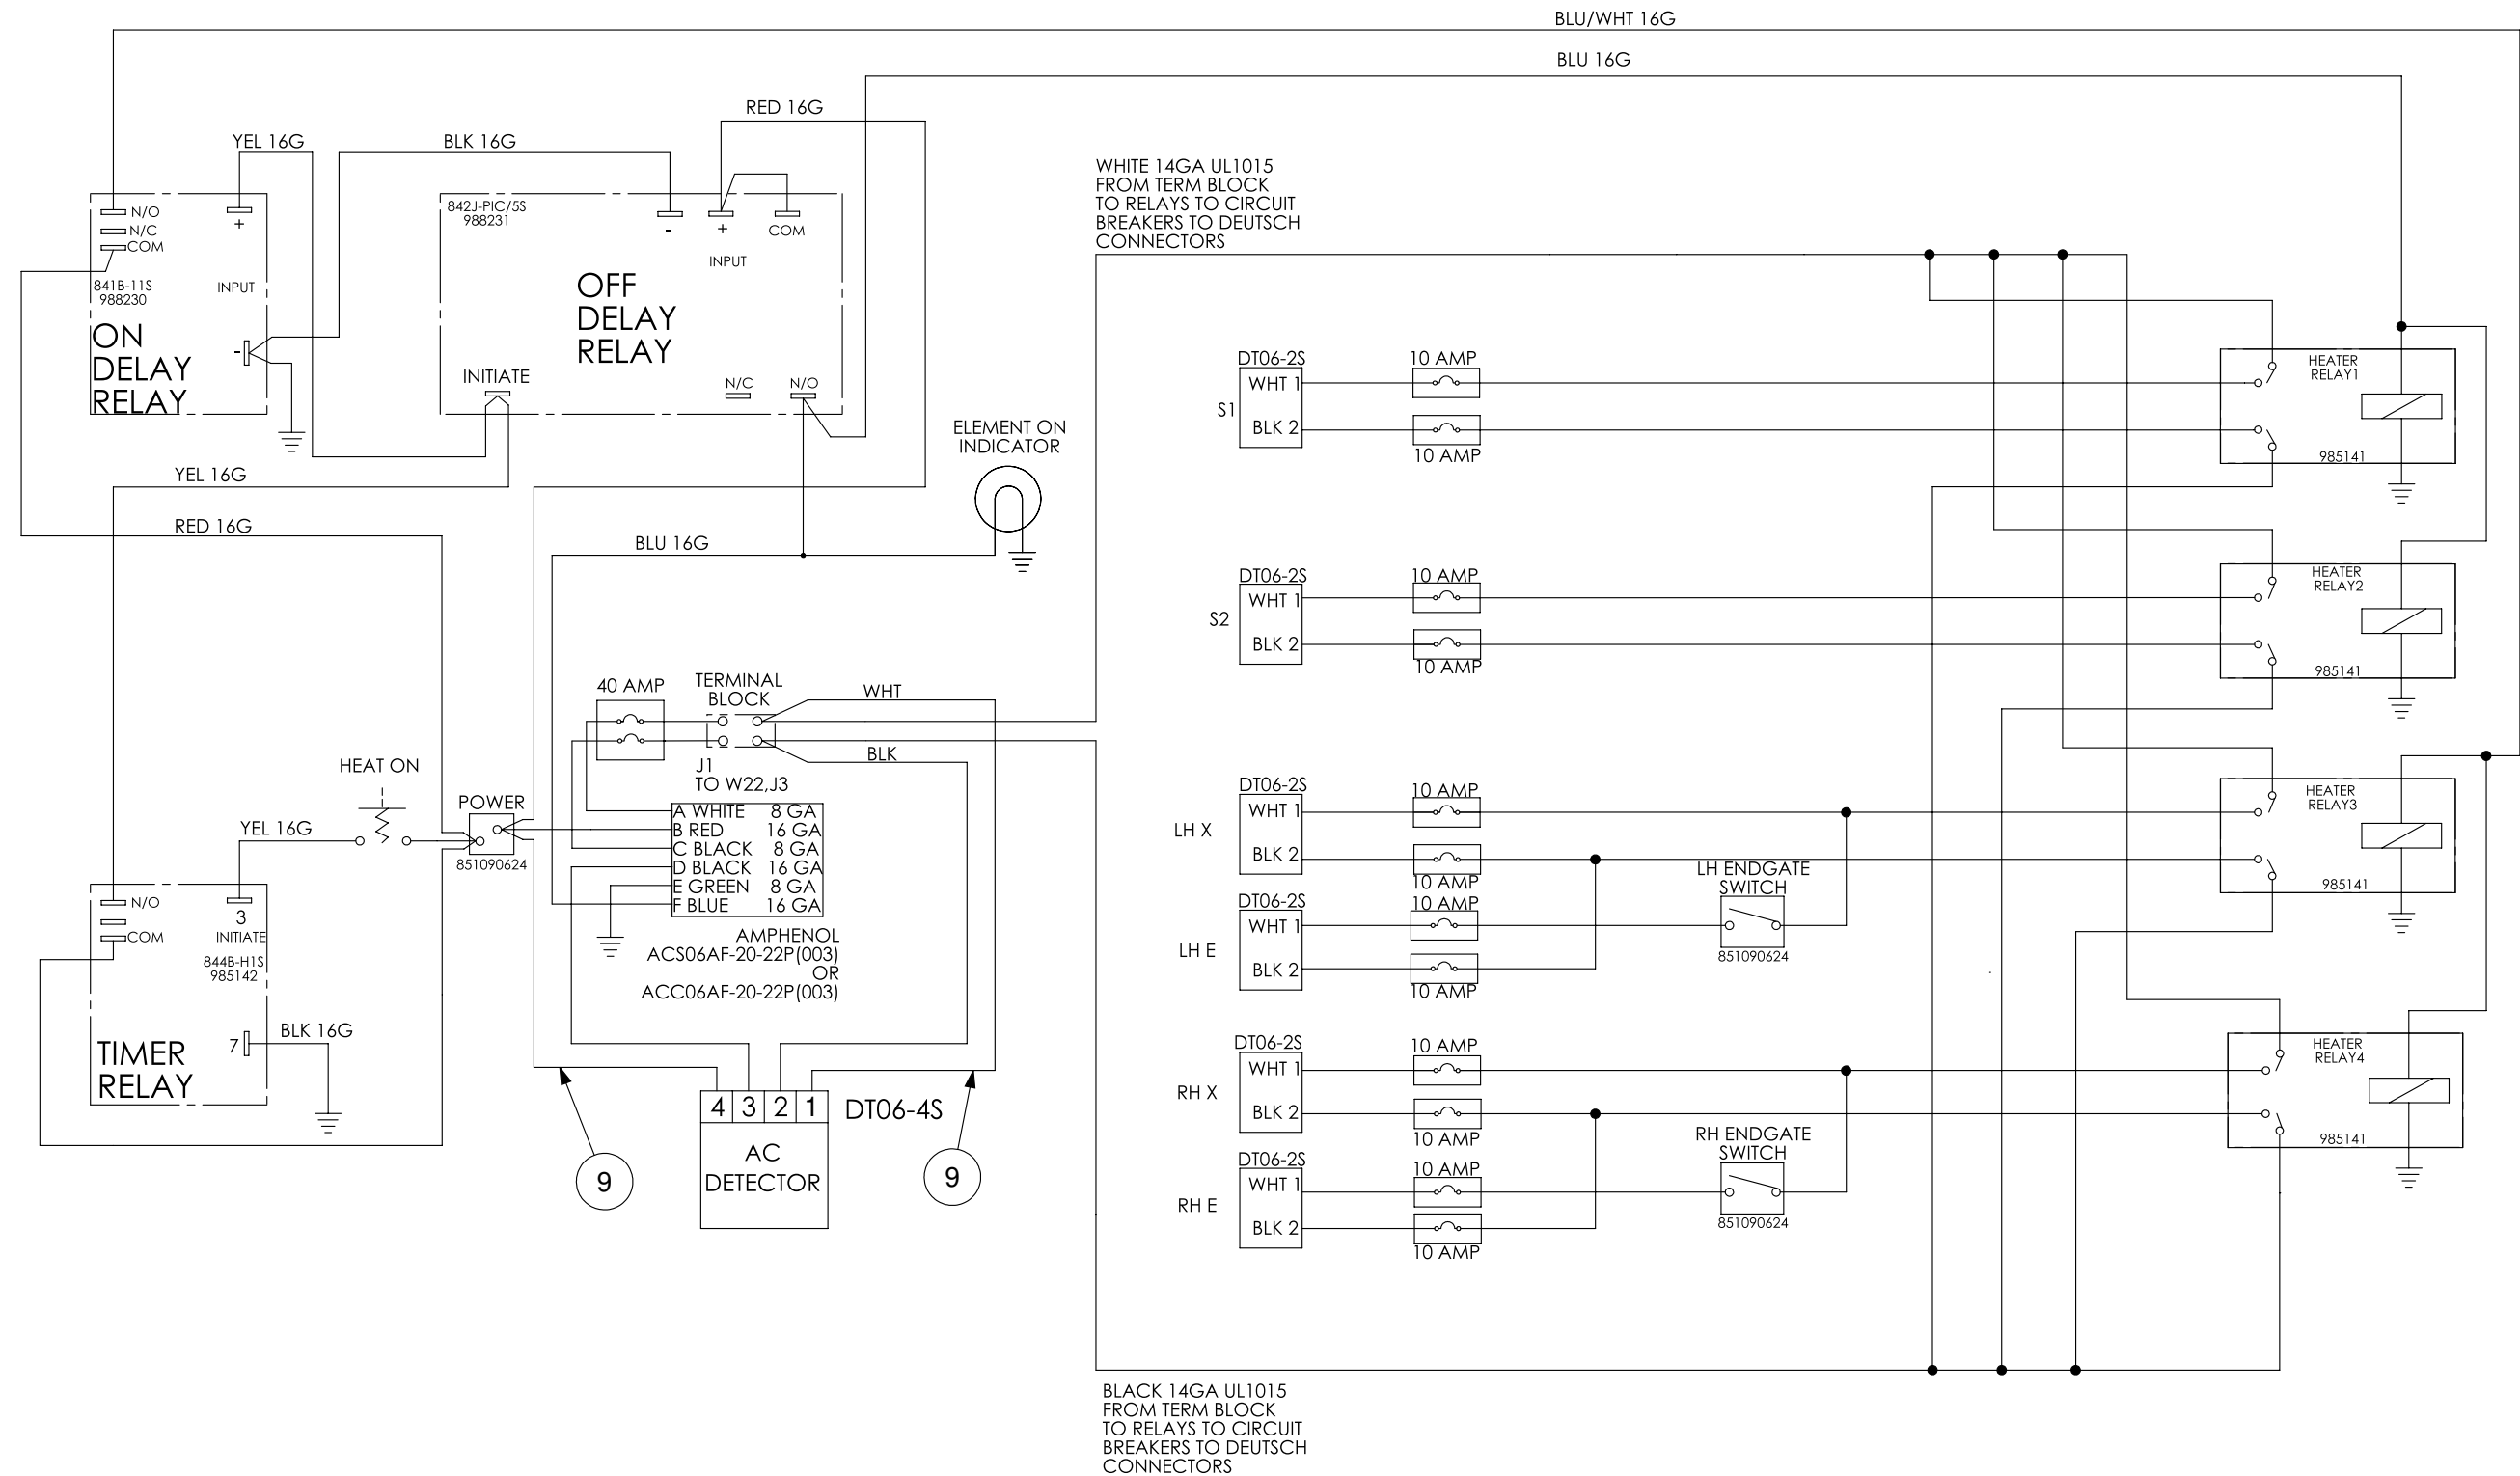 BLU/WHT 16G
BLU 16G
RED 16G
YEL 16G
BLK 16G
WHITE 14GA UL1015
FROM TERM BLOCK
TO RELAYS TO CIRCUIT
BREAKERS TO DEUTSCH
CONNECTORS
N/O
N/C
COM
+
841B-11S
988230
INPUT
ON
DELAY
RELAY
-
842J-PIC/5S
988231
-
+
COM
INPUT
OFF
DELAY
RELAY
INITIATE
N/C
N/O
ELEMENT ON
INDICATOR
YEL 16G
RED 16G
BLU 16G
DT06-2S
10 AMP
S1
WHT 1
BLK 2
10 AMP
HEATER
RELAY1
985141
DT06-2S
10 AMP
S2
WHT 1
BLK 2
10 AMP
HEATER
RELAY2
985141
40 AMP
TERMINAL
BLOCK
WHT
BLK
J1
TO W22,J3
HEAT ON
POWER
851090624
YEL 16G
A WHITE 8 GA
B RED 16 GA
C BLACK 8 GA
D BLACK 16 GA
E GREEN 8 GA
F BLUE 16 GA
AMPHENOL
ACS06AF-20-22P(003)
OR
ACC06AF-20-22P(003)
DT06-2S
10 AMP
LH X
WHT 1
BLK 2
10 AMP
HEATER
RELAY3
985141
LH ENDGATE
SWITCH
851090624
DT06-2S
10 AMP
LH E
WHT 1
BLK 2
10 AMP
N/O
COM
3
INITIATE
844B-H1S
985142
7
BLK 16G
TIMER
RELAY
DT06-2S
10 AMP
RH X
WHT 1
BLK 2
10 AMP
HEATER
RELAY4
985141
RH ENDGATE
SWITCH
851090624
DT06-2S
10 AMP
RH E
WHT 1
BLK 2
10 AMP
4 3 2 1
DT06-4S
AC
DETECTOR
9
9
BLACK 14GA UL1015
FROM TERM BLOCK
TO RELAYS TO CIRCUIT
BREAKERS TO DEUTSCH
CONNECTORS